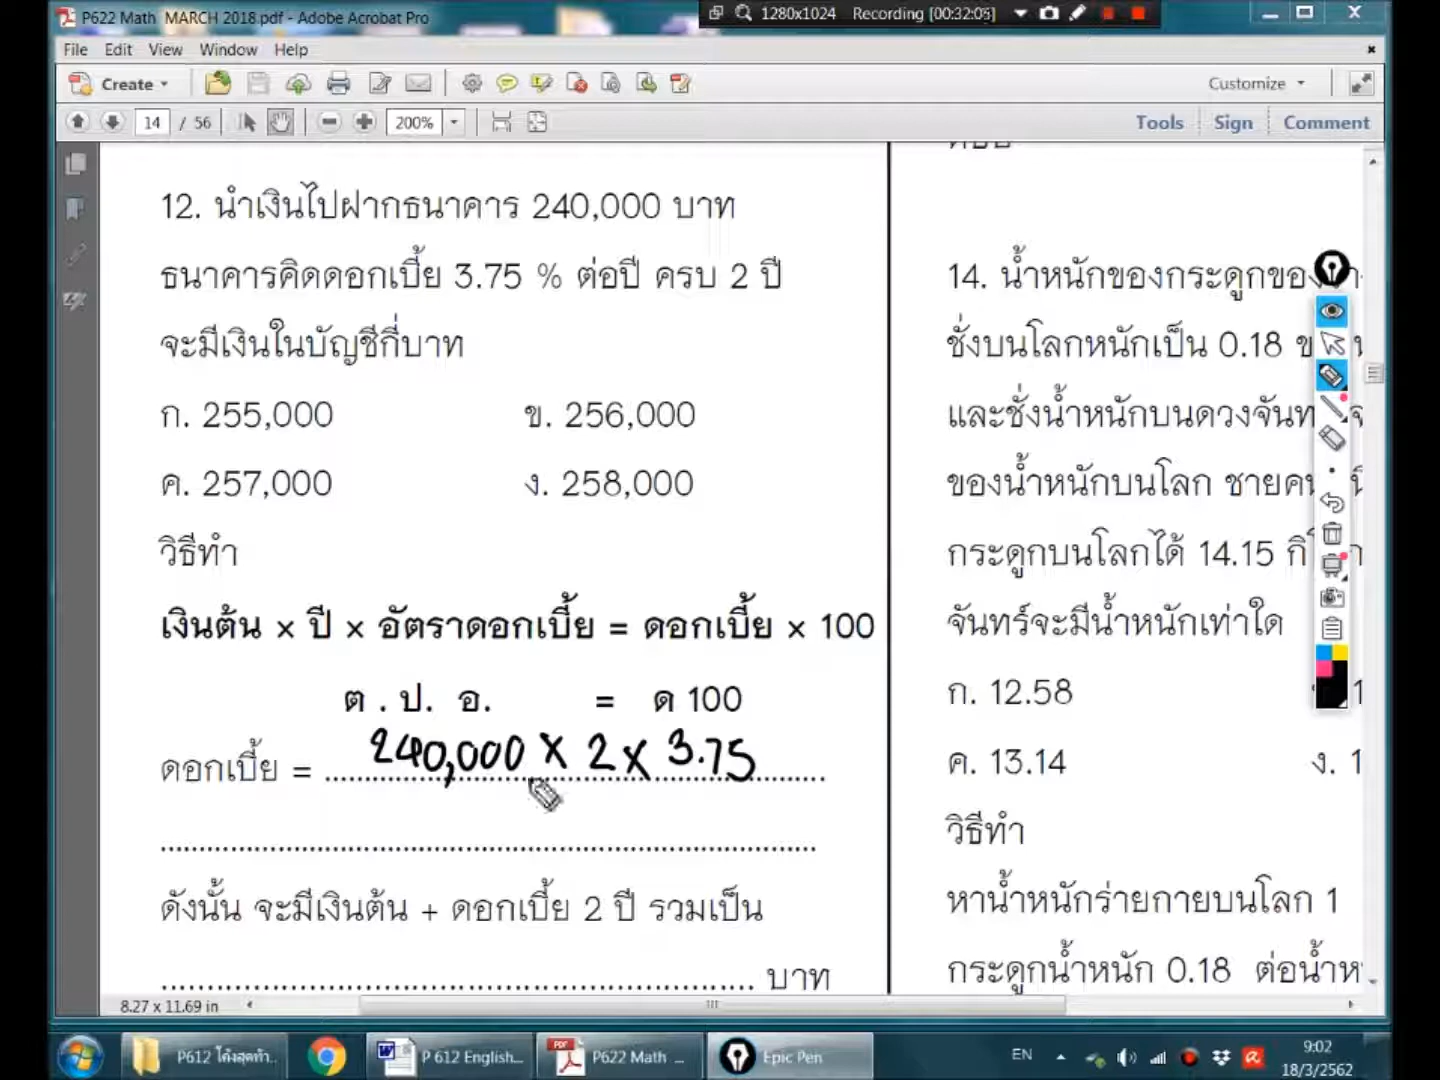 P622 Math MARCH 2018.pdf - Adobe Acrobat Pro
1280x1024 Recording [00:32:03]
File Edit View Window Help
Create Customize
14 / 56 200% Tools Sign Comment
12. นำเงินไปฝากธนาคาร 240,000 บาท
ธนาคารคิดดอกเบี้ย 3.75 % ต่อปี ครบ 2 ปี
จะมีเงินในบัญชีกี่บาท
ก. 255,000 ข. 256,000
ค. 257,000 ง. 258,000
วิธีทำ
เงินต้น × ปี × อัตราดอกเบี้ย = ดอกเบี้ย × 100
ต . ป. อ. = ด 100
ดอกเบี้ย = 240,000 x 2 x 3.75
ดังนั้น จะมีเงินต้น + ดอกเบี้ย 2 ปี รวมเป็น
บาท
14. น้ำหนักของกระดูกของ
ชั่งบนโลกหนักเป็น 0.18
และชั่งน้ำหนักบนดวงจันท
ของน้ำหนักบนโลก ชายค
กระดูกบนโลกได้ 14.15
จันทร์จะมีน้ำหนักเท่าใด
ก. 12.58
ค. 13.14 ง. 1
วิธีทำ
หาน้ำหนักร่ายกายบนโลก 1
กระดูกน้ำหนัก 0.18 ต่อน้ำห
8.27 x 11.69 in
P612 โค้งสุดท้า.. P 612 English... PDF P622 Math ... Epic Pen EN 9:02
18/3/2562